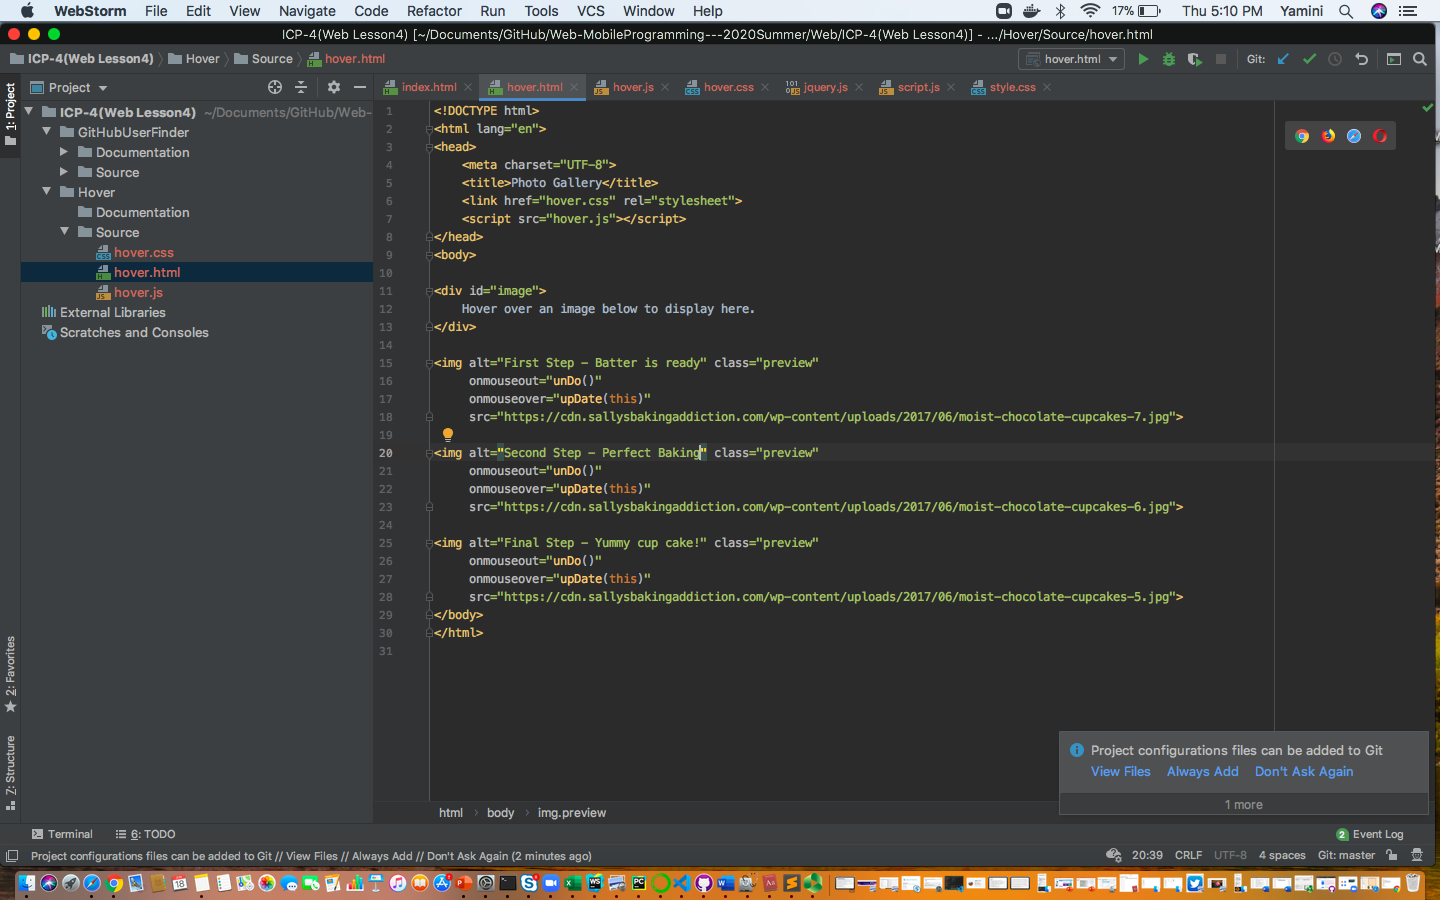 WebStorm File Edit View Navigate Code Refactor Run Tools VCS Window Help 17% Thu 5:10 PM Yamini
ICP-4(Web Lesson4) [~/Documents/GitHub/Web-MobileProgramming---2020Summer/Web/ICP-4(Web Lesson4)] - .../Hover/Source/hover.html
ICP-4(Web Lesson4) Hover Source hover.html hover.html Git:
1: Project
Project
index.html hover.html hover.js hover.css jquery.js script.js style.css
ICP-4(Web Lesson4) ~/Documents/GitHub/Web-
GitHubUserFinder
Documentation
Source
Hover
Documentation
Source
hover.css
hover.html
hover.js
External Libraries
Scratches and Consoles
1 <!DOCTYPE html>
2 <html lang="en">
3 <head>
4 <meta charset="UTF-8">
5 <title>Photo Gallery</title>
6 <link href="hover.css" rel="stylesheet">
7 <script src="hover.js"></script>
8 </head>
9 <body>
10
11 <div id="image">
12 Hover over an image below to display here.
13 </div>
14
15 <img alt="First Step - Batter is ready" class="preview"
16 onmouseout="unDo()"
17 onmouseover="upDate(this)"
18 src="https://cdn.sallysbakingaddiction.com/wp-content/uploads/2017/06/moist-chocolate-cupcakes-7.jpg">
19
20 <img alt="Second Step - Perfect Baking" class="preview"
21 onmouseout="unDo()"
22 onmouseover="upDate(this)"
23 src="https://cdn.sallysbakingaddiction.com/wp-content/uploads/2017/06/moist-chocolate-cupcakes-6.jpg">
24
25 <img alt="Final Step - Yummy cup cake!" class="preview"
26 onmouseout="unDo()"
27 onmouseover="upDate(this)"
28 src="https://cdn.sallysbakingaddiction.com/wp-content/uploads/2017/06/moist-chocolate-cupcakes-5.jpg">
29 </body>
30 </html>
31
2: Favorites
7: Structure
Project configurations files can be added to Git
View Files Always Add Don't Ask Again
1 more
html body img.preview
Terminal 6: TODO 2 Event Log
Project configurations files can be added to Git // View Files // Always Add // Don't Ask Again (2 minutes ago) 20:39 CRLF UTF-8 4 spaces Git: master